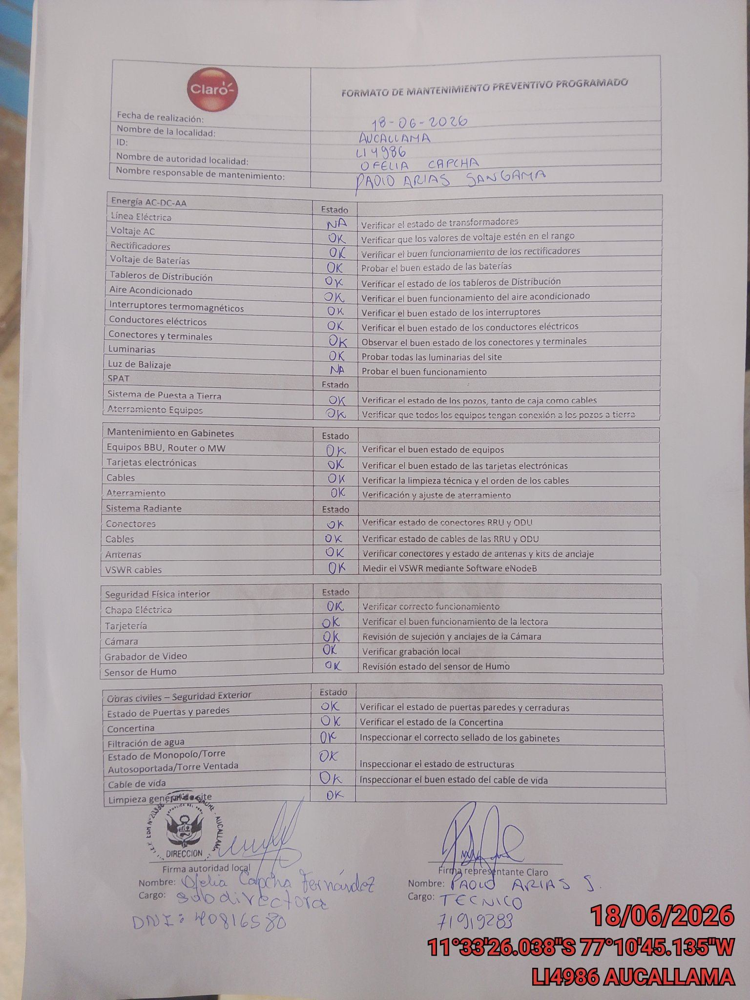 Claro
FORMATO DE MANTENIMIENTO PREVENTIVO PROGRAMADO
Fecha de realización: 18-06-2026
Nombre de la localidad: AUCALLAMA
ID: LI4986
Nombre de autoridad localidad: OFELIA CAPCHA
Nombre responsable de mantenimiento: PAOLO ARIAS SANGAMA
Energía AC-DC-AA Estado
Línea Eléctrica NA Verificar el estado de transformadores
Voltaje AC OK Verificar que los valores de voltaje estén en el rango
Rectificadores OK Verificar el buen funcionamiento de los rectificadores
Voltaje de Baterías OK Probar el buen estado de las baterías
Tableros de Distribución OK Verificar el estado de los tableros de Distribución
Aire Acondicionado OK Verificar el buen funcionamiento del aire acondicionado
Interruptores termomagnéticos OK Verificar el buen estado de los interruptores
Conductores eléctricos OK Verificar el buen estado de los conductores eléctricos
Conectores y terminales OK Observar el buen estado de los conectores y terminales
Luminarias OK Probar todas las luminarias del site
Luz de Balizaje NA Probar el buen funcionamiento
SPAT Estado
Sistema de Puesta a Tierra OK Verificar el estado de los pozos, tanto de caja como cables
Aterramiento Equipos OK Verificar que todos los equipos tengan conexión a los pozos a tierra
Mantenimiento en Gabinetes Estado
Equipos BBU, Router o MW OK Verificar el buen estado de equipos
Tarjetas electrónicas OK Verificar el buen estado de las tarjetas electrónicas
Cables OK Verificar la limpieza técnica y el orden de los cables
Aterramiento OK Verificación y ajuste de aterramiento
Sistema Radiante Estado
Conectores OK Verificar estado de conectores RRU y ODU
Cables OK Verificar estado de cables de las RRU y ODU
Antenas OK Verificar conectores y estado de antenas y kits de anclaje
VSWR cables OK Medir el VSWR mediante Software eNodeB
Seguridad Física interior Estado
Chapa Eléctrica OK Verificar correcto funcionamiento
Tarjetería OK Verificar el buen funcionamiento de la lectora
Cámara OK Revisión de sujeción y anclajes de la Cámara
Grabador de Video OK Verificar grabación local
Sensor de Humo OK Revisión estado del sensor de Humo
Obras civiles – Seguridad Exterior Estado
Estado de Puertas y paredes OK Verificar el estado de puertas paredes y cerraduras
Concertina OK Verificar el estado de la Concertina
Filtración de agua OK Inspeccionar el correcto sellado de los gabinetes
Estado de Monopolo/Torre
Autosoportada/Torre Ventada OK Inspeccionar el estado de estructuras
Cable de vida OK Inspeccionar el buen estado del cable de vida
Limpieza general de site OK
REPUBLICA DEL PERU
AUCALLAMA
DIRECCION
Firma autoridad local
Nombre: Ofelia Capcha Fernández
Cargo: subdirectora
DNI: 40816580
Firma representante Claro
Nombre: PAOLO ARIAS S.
Cargo: TECNICO
71919283
18/06/2026
11°33'26.038"S 77°10'45.135"W
LI4986 AUCALLAMA